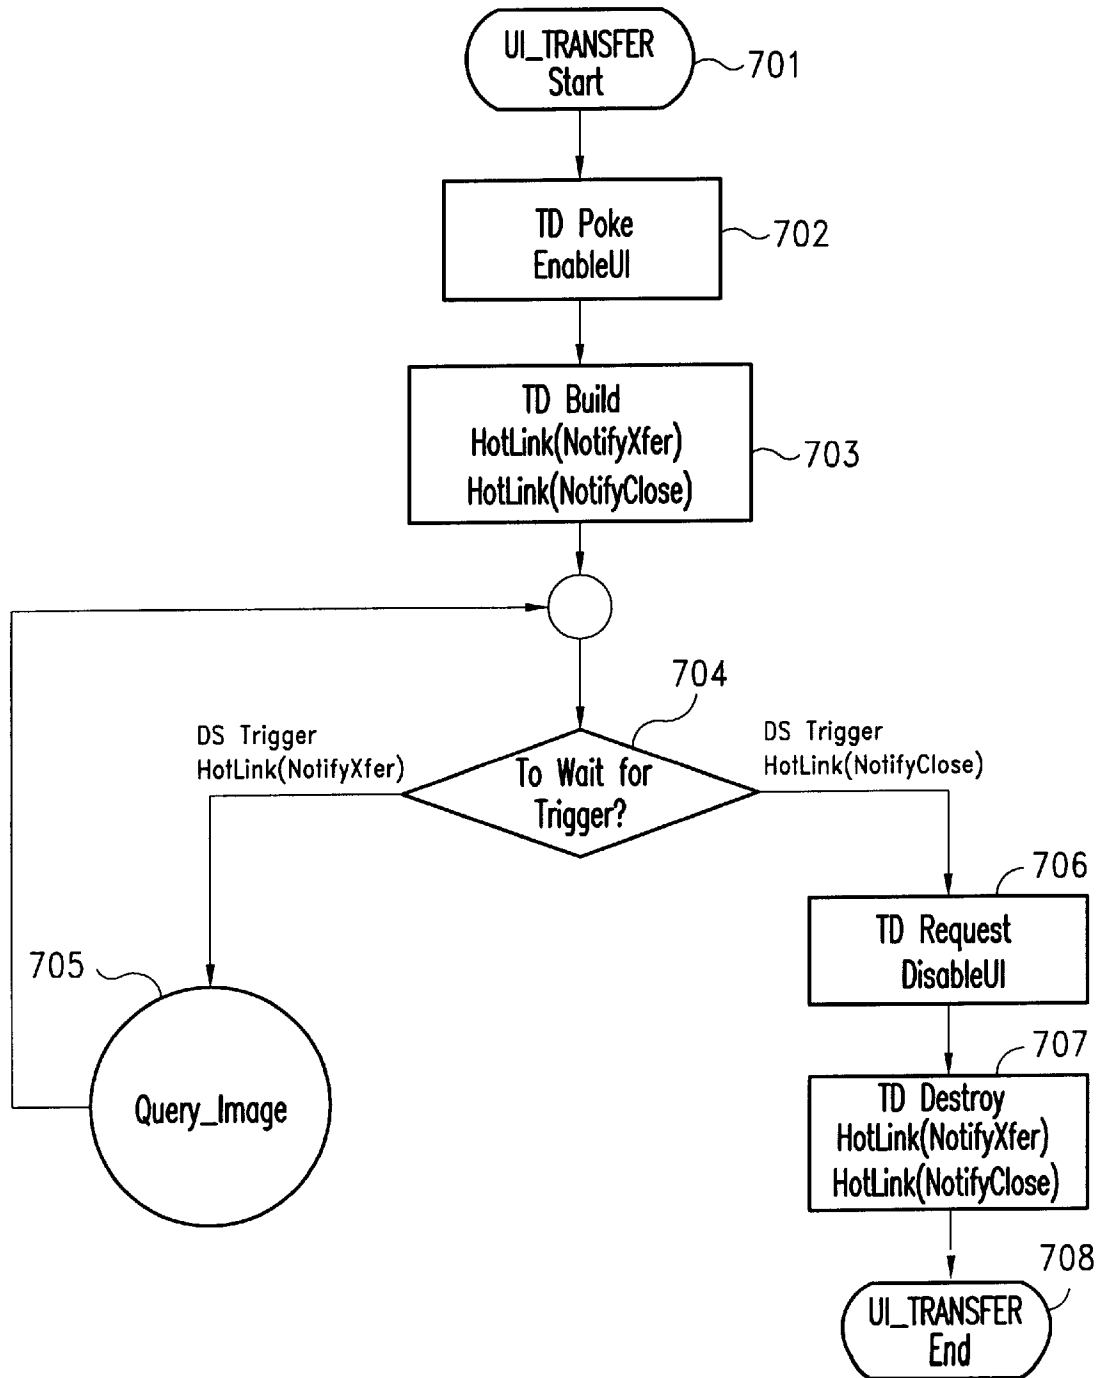 UI_TRANSFER
Start
701
TD Poke
EnableUI
702
TD Build
HotLink(NotifyXfer)
HotLink(NotifyClose)
703
704
DS Trigger
HotLink(NotifyXfer)
To Wait for
Trigger?
DS Trigger
HotLink(NotifyClose)
705
Query_Image
706
TD Request
DisableUI
707
TD Destroy
HotLink(NotifyXfer)
HotLink(NotifyClose)
708
UI_TRANSFER
End